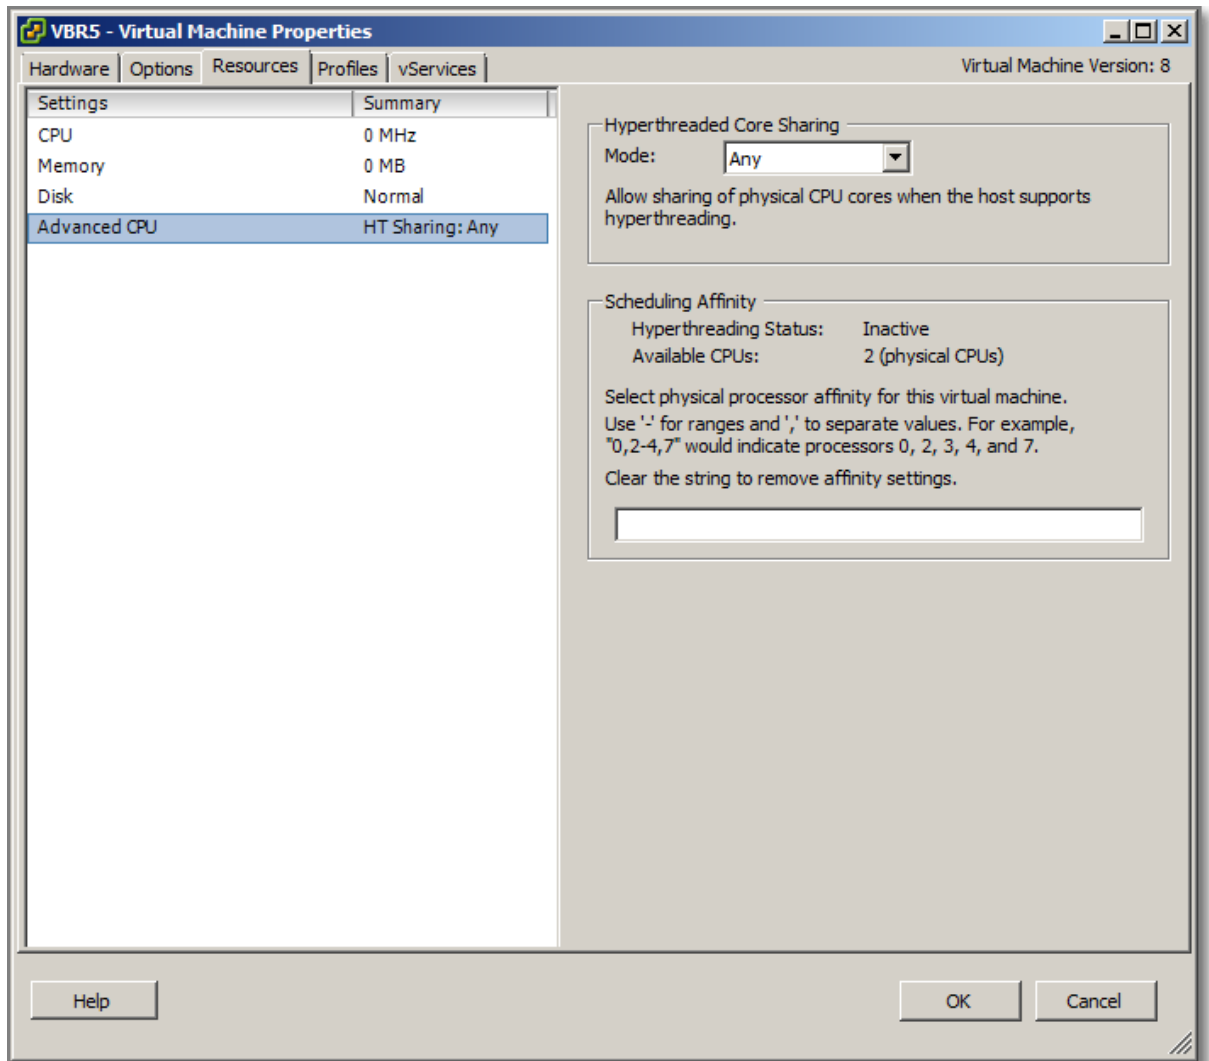 VBR5 - Virtual Machine Properties
Hardware Options Resources Profiles vServices Virtual Machine Version: 8
Settings Summary
CPU 0 MHz
Memory 0 MB
Disk Normal
Advanced CPU HT Sharing: Any
Hyperthreaded Core Sharing
Mode: Any
Allow sharing of physical CPU cores when the host supports
hyperthreading.
Scheduling Affinity
Hyperthreading Status: Inactive
Available CPUs: 2 (physical CPUs)
Select physical processor affinity for this virtual machine.
Use '-' for ranges and ',' to separate values. For example,
"0,2-4,7" would indicate processors 0, 2, 3, 4, and 7.
Clear the string to remove affinity settings.
Help OK Cancel